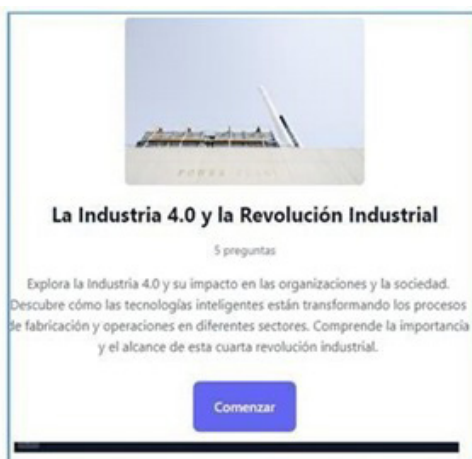 La Industria 4.0 y la Revolución Industrial
5 preguntas
Explora la Industria 4.0 y su impacto en las organizaciones y la sociedad.
Descubre cómo las tecnologías inteligentes están transformando los procesos
de fabricación y operaciones en diferentes sectores. Comprende la importancia
y el alcance de esta cuarta revolución industrial.
Comenzar